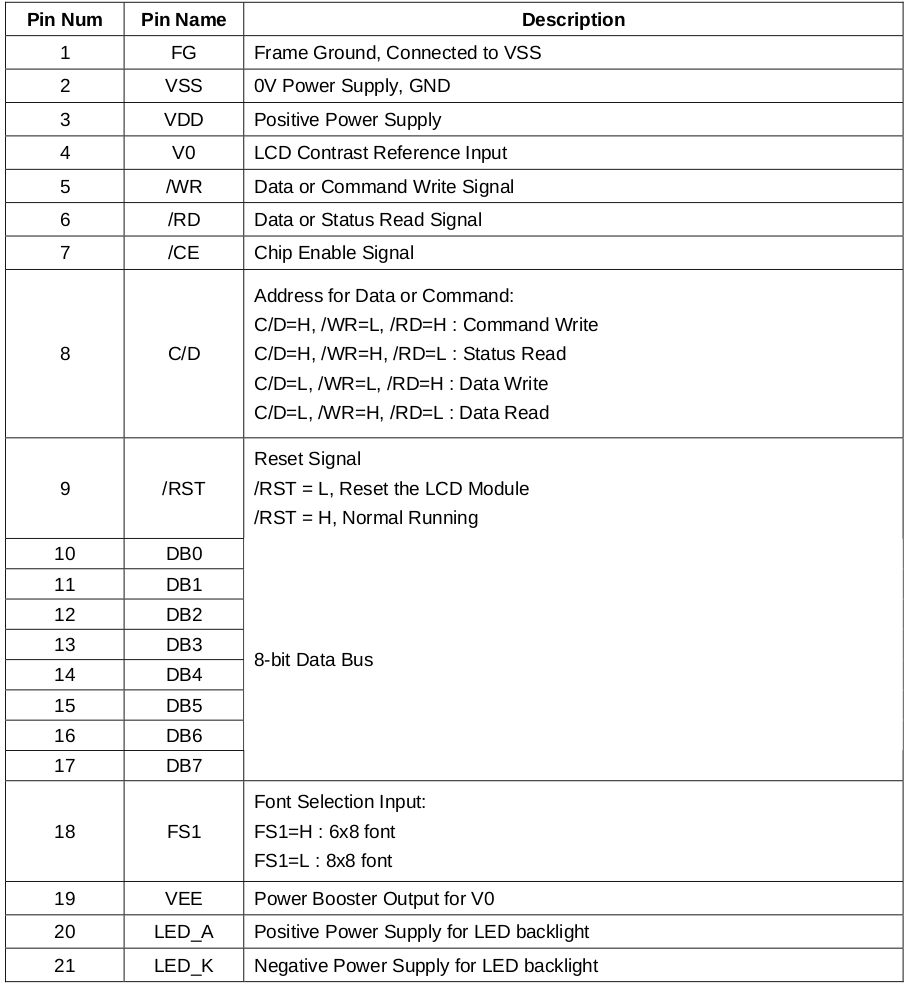 Pin Num Pin Name Description
1 FG Frame Ground, Connected to VSS
2 VSS 0V Power Supply, GND
3 VDD Positive Power Supply
4 V0 LCD Contrast Reference Input
5 /WR Data or Command Write Signal
6 /RD Data or Status Read Signal
7 /CE Chip Enable Signal
8 C/D Address for Data or Command:
C/D=H, /WR=L, /RD=H : Command Write
C/D=H, /WR=H, /RD=L : Status Read
C/D=L, /WR=L, /RD=H : Data Write
C/D=L, /WR=H, /RD=L : Data Read
9 /RST Reset Signal
/RST = L, Reset the LCD Module
/RST = H, Normal Running
10 DB0
11 DB1
12 DB2
13 DB3
8-bit Data Bus
14 DB4
15 DB5
16 DB6
17 DB7
18 FS1 Font Selection Input:
FS1=H : 6x8 font
FS1=L : 8x8 font
19 VEE Power Booster Output for V0
20 LED_A Positive Power Supply for LED backlight
21 LED_K Negative Power Supply for LED backlight